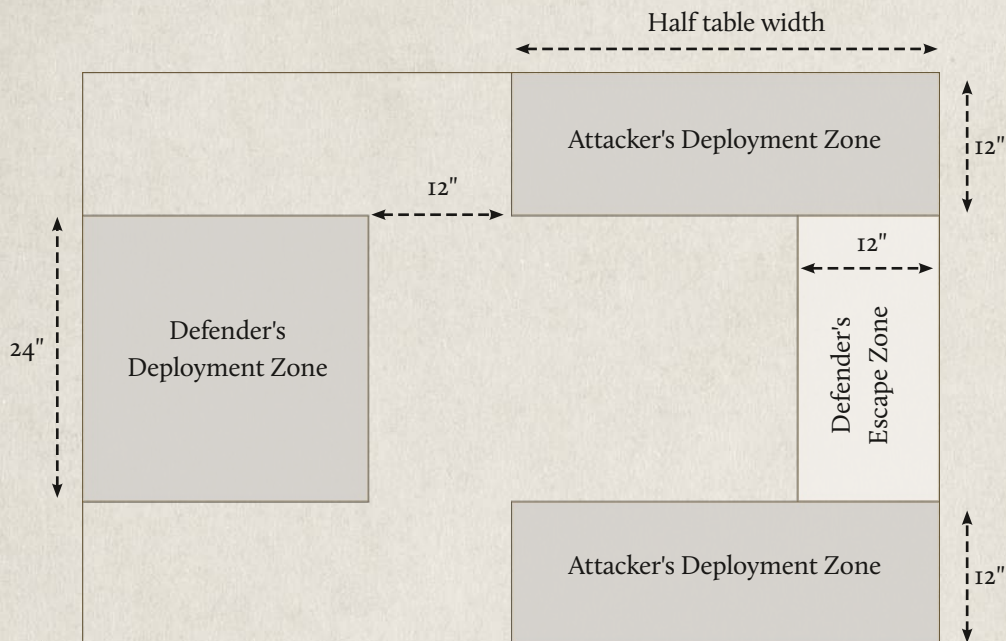 Half table width
Attacker's Deployment Zone
12"
12"
12"
24"
Defender's
Deployment Zone
Defender's
Escape Zone
Attacker's Deployment Zone
12"